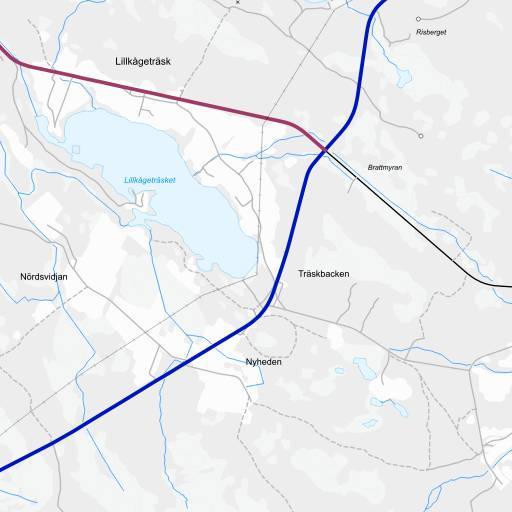 Risberget
Lillkågeträsk
Brattmyran
Lillkågeträsket
Träskbacken
Nördsvidjan
Nyheden